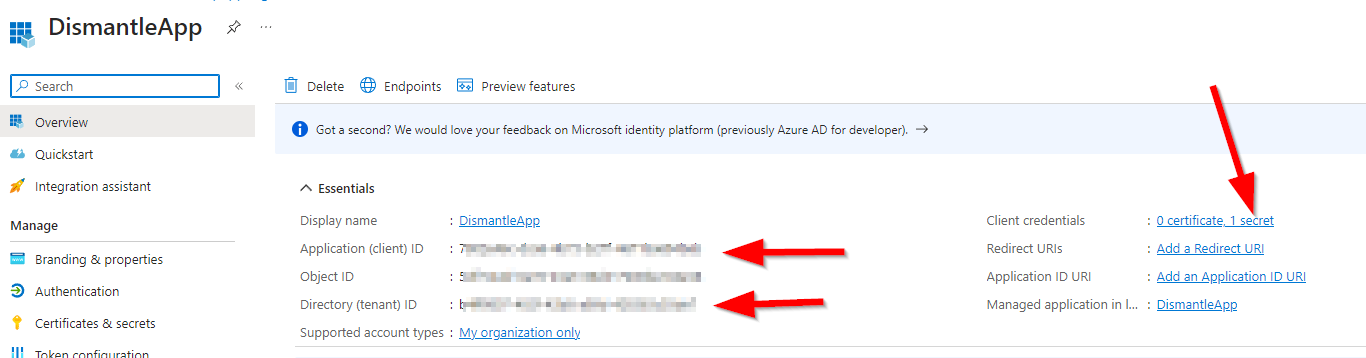 DismantleApp
Search
Delete
Endpoints
Preview features
Overview
Got a second? We would love your feedback on Microsoft identity platform (previously Azure AD for developer).
Quickstart
Integration assistant
Essentials
Manage
Display name : DismantleApp
Client credentials : 0 certificate, 1 secret
Application (client) ID :
Redirect URIs : Add a Redirect URI
Branding & properties
Object ID :
Application ID URI : Add an Application ID URI
Authentication
Directory (tenant) ID :
Managed application in l... : DismantleApp
Certificates & secrets
Supported account types : My organization only
Token configuration